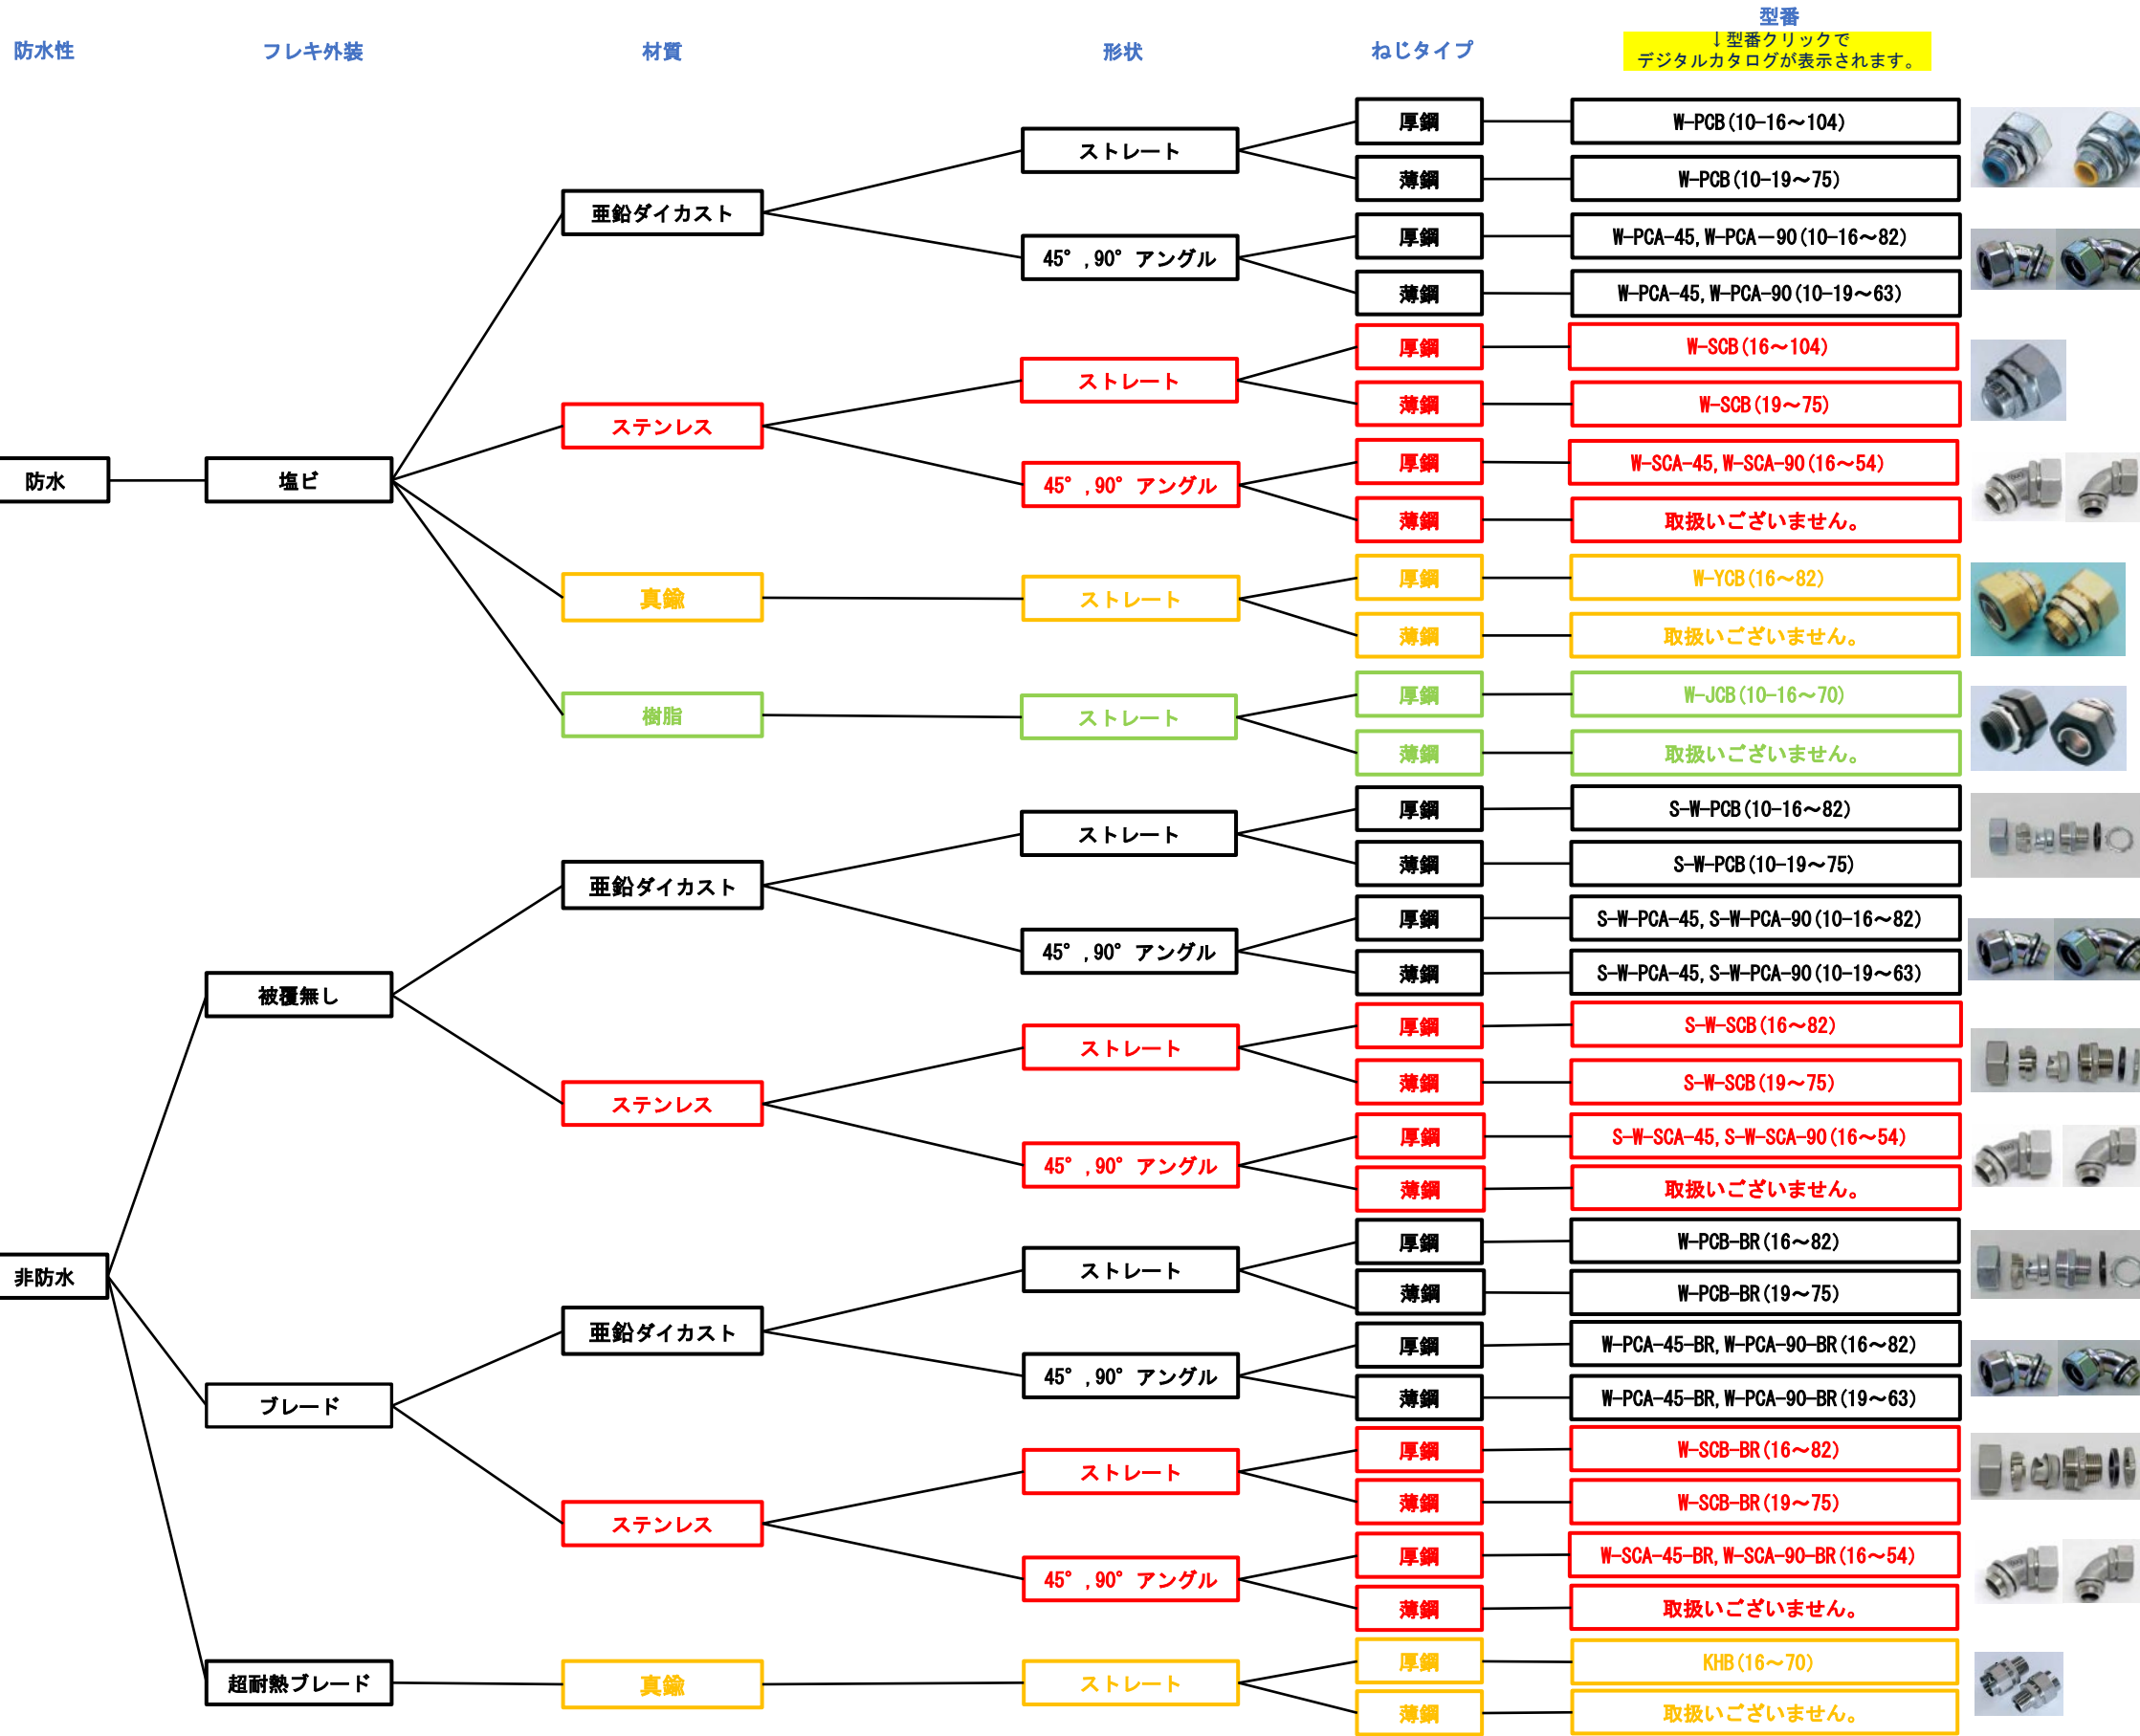 型番
防水性 フレキ外装 材質 形状 ねじタイプ ↓型番クリックで
デジタルカタログが表示されます。
厚鋼 W-PCB(10-16～104)
ストレート
薄鋼 W-PCB(10-19～75)
亜鉛ダイカスト
厚鋼 W-PCA-45,W-PCA－90(10-16～82)
45°,90° アングル
薄鋼 W-PCA-45,W-PCA-90(10-19～63)
厚鋼 W-SCB(16～104)
ストレート
薄鋼 W-SCB(19～75)
ステンレス
厚鋼 W-SCA-45,W-SCA-90(16～54)
防水 塩ビ 45°,90° アングル
薄鋼 取扱いございません。
厚鋼 W-YCB(16～82)
真鍮 ストレート
薄鋼 取扱いございません。
厚鋼 W-JCB(10-16～70)
樹脂 ストレート
薄鋼 取扱いございません。
厚鋼 S-W-PCB(10-16～82)
ストレート
薄鋼 S-W-PCB(10-19～75)
亜鉛ダイカスト
厚鋼 S-W-PCA-45,S-W-PCA-90(10-16～82)
45°,90° アングル
薄鋼 S-W-PCA-45,S-W-PCA-90(10-19～63)
被覆無し
厚鋼 S-W-SCB(16～82)
ストレート
薄鋼 S-W-SCB(19～75)
ステンレス
厚鋼 S-W-SCA-45,S-W-SCA-90(16～54)
45°,90° アングル
薄鋼 取扱いございません。
厚鋼 W-PCB-BR(16～82)
非防水 ストレート
薄鋼 W-PCB-BR(19～75)
亜鉛ダイカスト
厚鋼 W-PCA-45-BR,W-PCA-90-BR(16～82)
45°,90° アングル
薄鋼 W-PCA-45-BR,W-PCA-90-BR(19～63)
ブレード
厚鋼 W-SCB-BR(16～82)
ストレート
薄鋼 W-SCB-BR(19～75)
ステンレス
厚鋼 W-SCA-45-BR,W-SCA-90-BR(16～54)
45°,90° アングル
薄鋼 取扱いございません。
厚鋼 KHB(16～70)
超耐熱ブレード 真鍮 ストレート
薄鋼 取扱いございません。